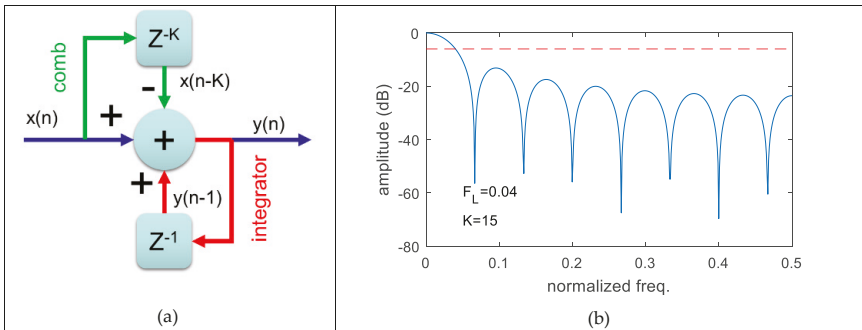 Z-K
comb
x(n-K)
-
x(n)
+
+
y(n)
+
y(n-1)
integrator
Z-1
(a)
0
-20
-40
-60
-80
amplitude (dB)
FL=0.04
K=15
0 0.1 0.2 0.3 0.4 0.5
normalized freq.
(b)